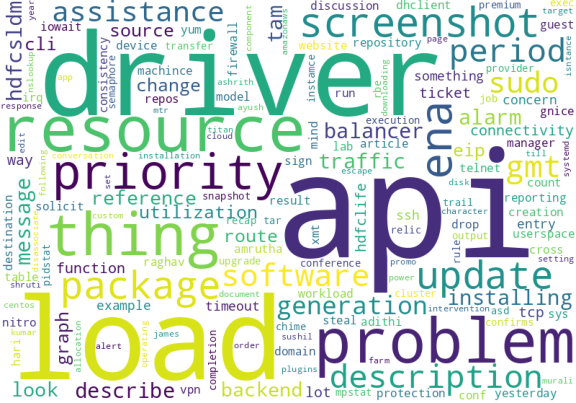 hdfcsldm
assistance
tam
screenshot
discussion
dhclient
premium
exec
year
iowait
source
yum
component
amazonaws
website
repository
page
target
guest
cli
driver
device
transfer
firewall
period
nslookup
consistency
semaphore
machince
change
app
ashrith
instamce
run
something
provider
isntance
response
irq
repos
model
ayush
rbe
downloading
ticket
sudo
job
concern
gnice
resource
titan
cloud
mtr
mind
balancer
execution
alarm
connectivity
way
edit
conversation
installation
sign
lab
article
ena
eip
manager
till
systemd
message
following
priority
set
snapshot
result
traffic
escape
telnet
gmt
count
disk
destination
disassociate
custom
reference
api
hdfclife
ssh
trail
character
reporting
creation
solicit
utilization
recap
tar
xmt
relic
drop
entry
userspace
table
pidstat
thing
route
amrutha
conference
rule
output
cross
setting
shruti
function
raghav
upgrade
software
promo
power
update
centos
package
document
workload
cluster
intervention
asd
installing
nitro
graph
allocation
example
timeout
generation
confirms
tcp
sys
kumar
hari
load
james
chime
steal
adithi
problem
alert
operating
completion
order
sushil
domain
farm
plugins
description
murali
look
describe
vpn
backend
lot
mpstat
protection
conf
yesterday